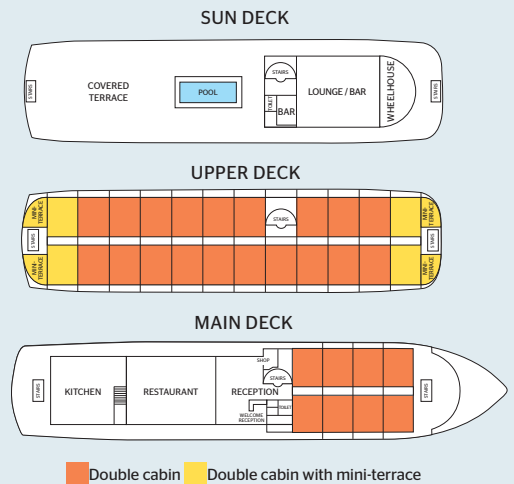 SUN DECK
STAIRS
COVERED
TERRACE
POOL
STAIRS
TOILET
BAR
LOUNGE / BAR
WHEELHOUSE
STAIRS
UPPER DECK
MINI-
TERRACE
STAIRS
MINI-
TERRACE
STAIRS
MINI-
TERRACE
STAIRS
MINI-
TERRACE
MAIN DECK
STAIRS
KITCHEN
RESTAURANT
SHOP
STAIRS
RECEPTION
WELCOME
RECEPTION
TOILET
STAIRS
Double cabin
Double cabin with mini-terrace